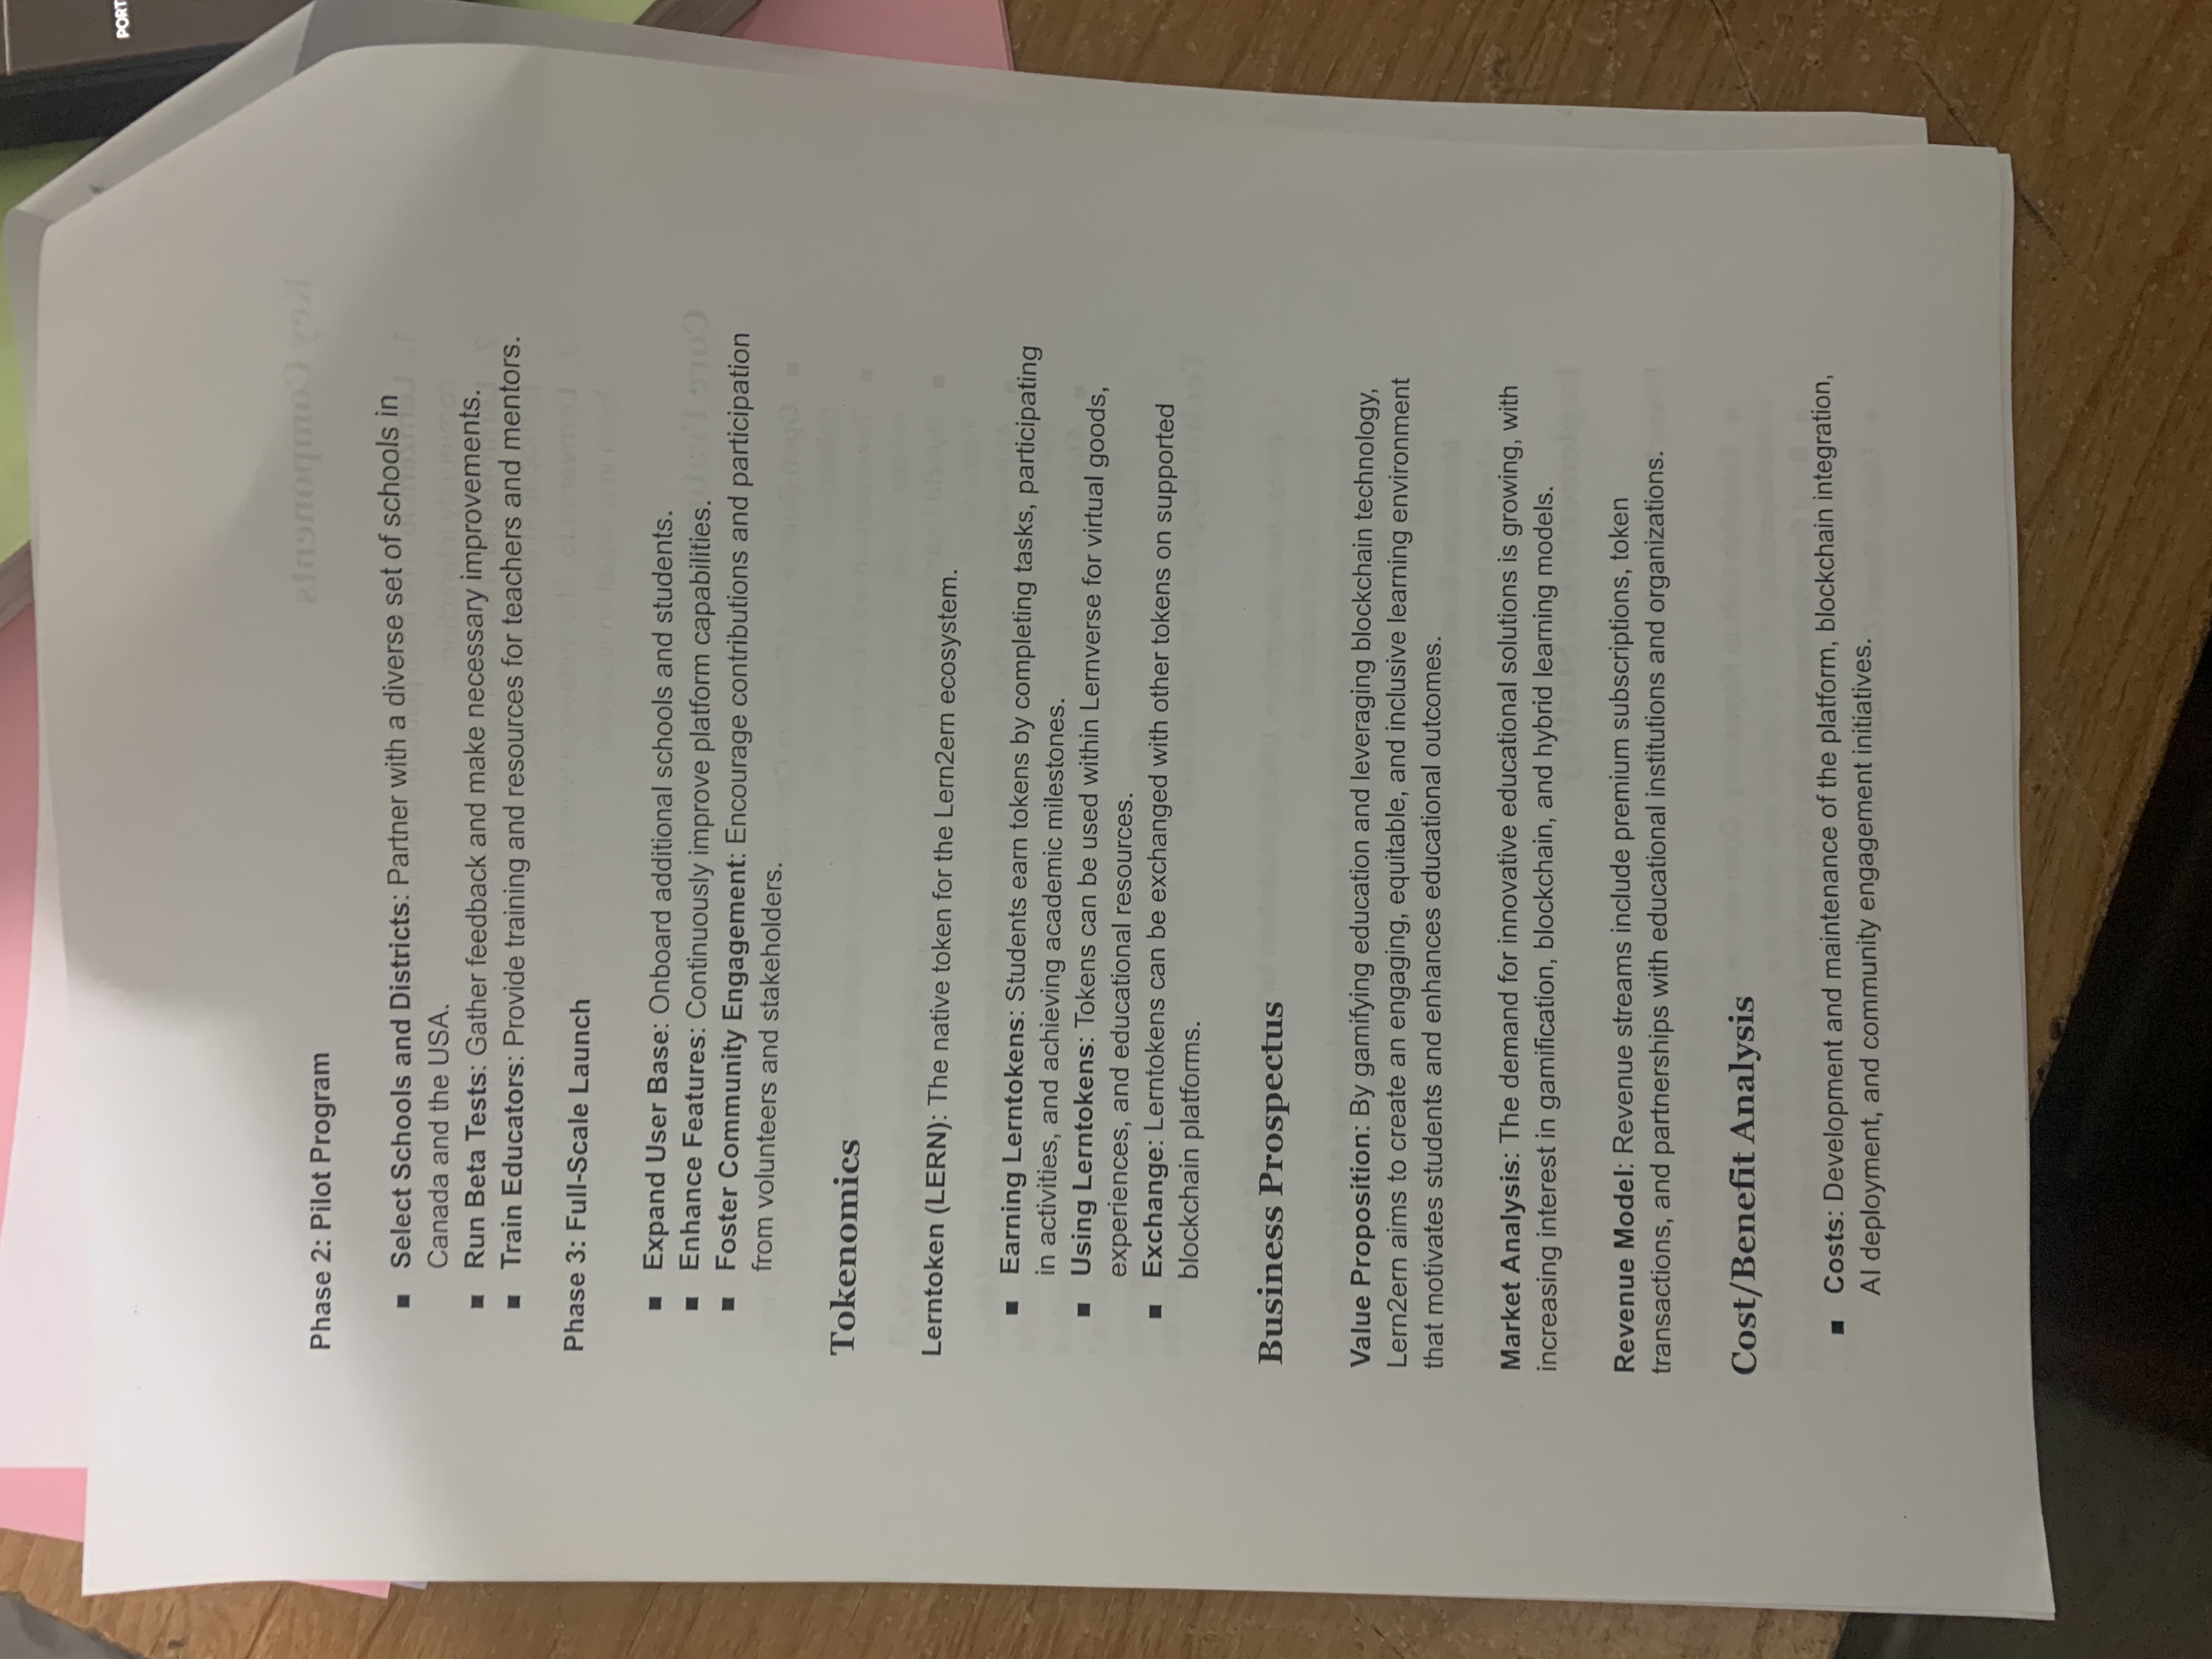 PORT
Key Components
Phase 2: Pilot Program
■ Select Schools and Districts: Partner with a diverse set of schools in
Canada and the USA.
■ Run Beta Tests: Gather feedback and make necessary improvements.
■ Train Educators: Provide training and resources for teachers and mentors.
Phase 3: Full-Scale Launch
■ Expand User Base: Onboard additional schools and students.
■ Enhance Features: Continuously improve platform capabilities.
■ Foster Community Engagement: Encourage contributions and participation
from volunteers and stakeholders.
Tokenomics
Lerntoken (LERN): The native token for the Lern2ern ecosystem.
■ Earning Lerntokens: Students earn tokens by completing tasks, participating
in activities, and achieving academic milestones.
■ Using Lerntokens: Tokens can be used within Lernverse for virtual goods,
experiences, and educational resources.
■ Exchange: Lerntokens can be exchanged with other tokens on supported
blockchain platforms.
Business Prospectus
Value Proposition: By gamifying education and leveraging blockchain technology,
Lern2ern aims to create an engaging, equitable, and inclusive learning environment
that motivates students and enhances educational outcomes.
Market Analysis: The demand for innovative educational solutions is growing, with
increasing interest in gamification, blockchain, and hybrid learning models.
Implementation Strategy
Revenue Model: Revenue streams include premium subscriptions, token
transactions, and partnerships with educational institutions and organizations.
Cost/Benefit Analysis
■ Costs: Development and maintenance of the platform, blockchain integration,
AI deployment, and community engagement initiatives.